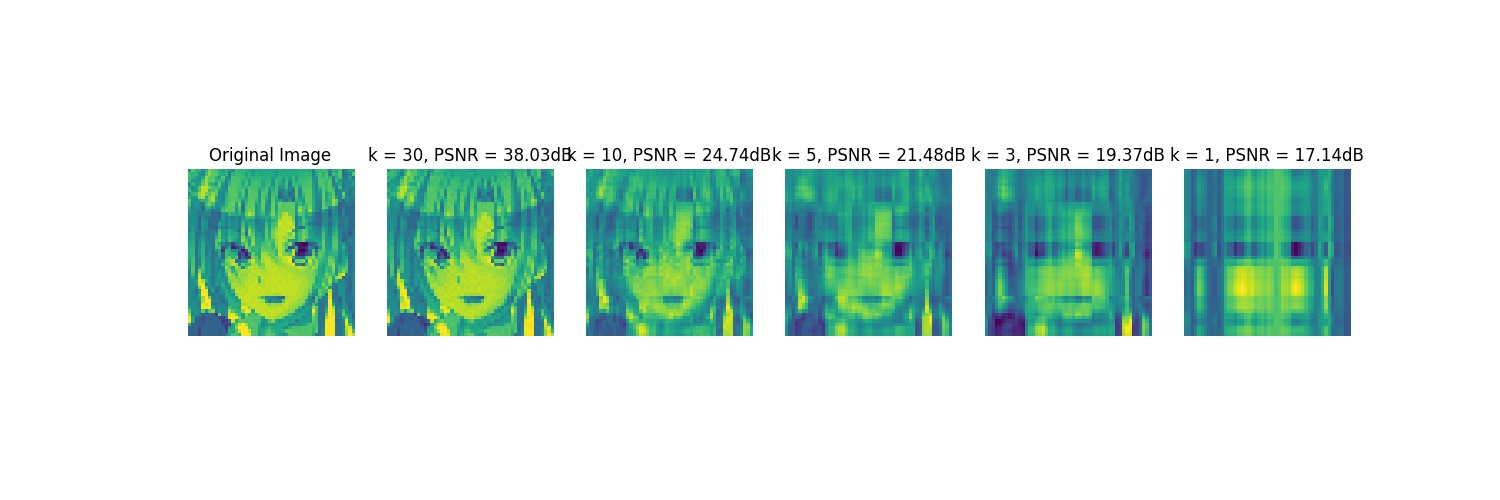 Original Image
k = 30, PSNR = 38.03dB
k = 10, PSNR = 24.74dB
k = 5, PSNR = 21.48dB
k = 3, PSNR = 19.37dB
k = 1, PSNR = 17.14dB